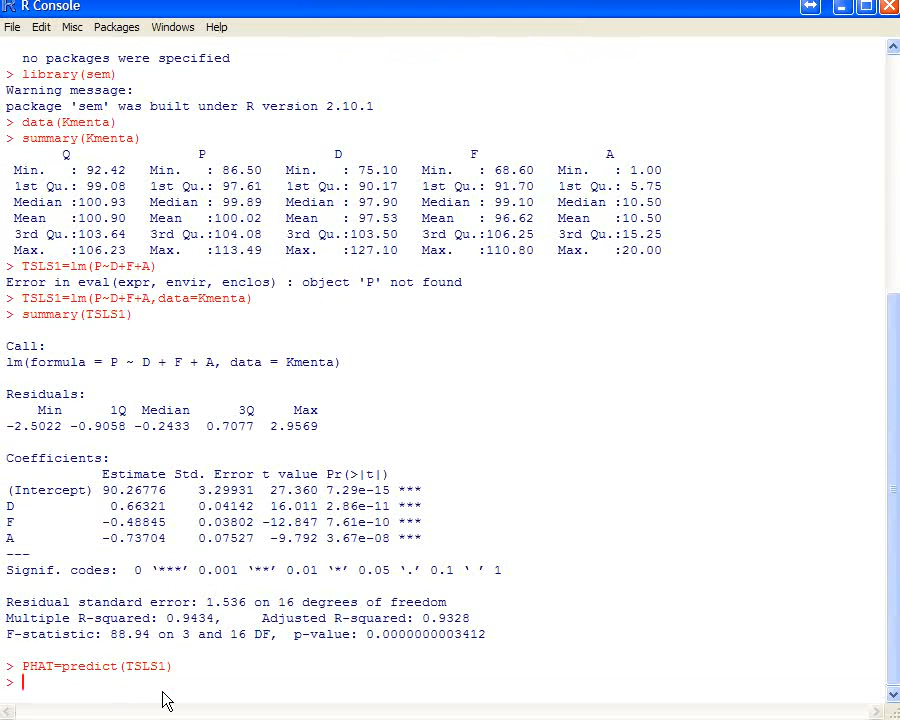 R Console
File Edit Misc Packages Windows Help
no packages were specified
> library(sem)
Warning message:
package 'sem' was built under R version 2.10.1
> data(Kmenta)
> summary(Kmenta)
Q P D F A
Min. : 92.42 Min. : 86.50 Min. : 75.10 Min. : 68.60 Min. : 1.00
1st Qu.: 99.08 1st Qu.: 97.61 1st Qu.: 90.17 1st Qu.: 91.70 1st Qu.: 5.75
Median :100.93 Median : 99.89 Median : 97.90 Median : 99.10 Median :10.50
Mean :100.90 Mean :100.02 Mean : 97.53 Mean : 96.62 Mean :10.50
3rd Qu.:103.64 3rd Qu.:104.08 3rd Qu.:103.50 3rd Qu.:106.25 3rd Qu.:15.25
Max. :106.23 Max. :113.49 Max. :127.10 Max. :110.80 Max. :20.00
> TSLS1=lm(P~D+F+A)
Error in eval(expr, envir, enclos) : object 'P' not found
> TSLS1=lm(P~D+F+A,data=Kmenta)
> summary(TSLS1)
Call:
lm(formula = P ~ D + F + A, data = Kmenta)
Residuals:
Min 1Q Median 3Q Max
-2.5022 -0.9058 -0.2433 0.7077 2.9569
Coefficients:
Estimate Std. Error t value Pr(>|t|)
(Intercept) 90.26776 3.29931 27.360 7.29e-15 ***
D 0.66321 0.04142 16.011 2.86e-11 ***
F -0.48845 0.03802 -12.847 7.61e-10 ***
A -0.73704 0.07527 -9.792 3.67e-08 ***
---
Signif. codes: 0 ‘***’ 0.001 ‘**’ 0.01 ‘*’ 0.05 ‘.’ 0.1 ‘ ’ 1
Residual standard error: 1.536 on 16 degrees of freedom
Multiple R-squared: 0.9434, Adjusted R-squared: 0.9328
F-statistic: 88.94 on 3 and 16 DF, p-value: 0.0000000003412
> PHAT=predict(TSLS1)
>